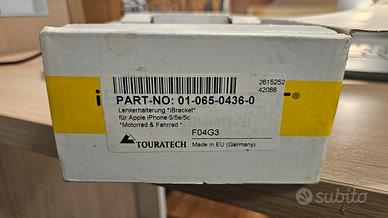 2615252
42088
PART-NO: 01-065-0436-0
Lenkerhalterung "iBracket"
für Apple iPhone 5/5s/5c
"Motorrad & Fahrrad"
F04G3
TOURATECH
Made in EU (Germany)
subito